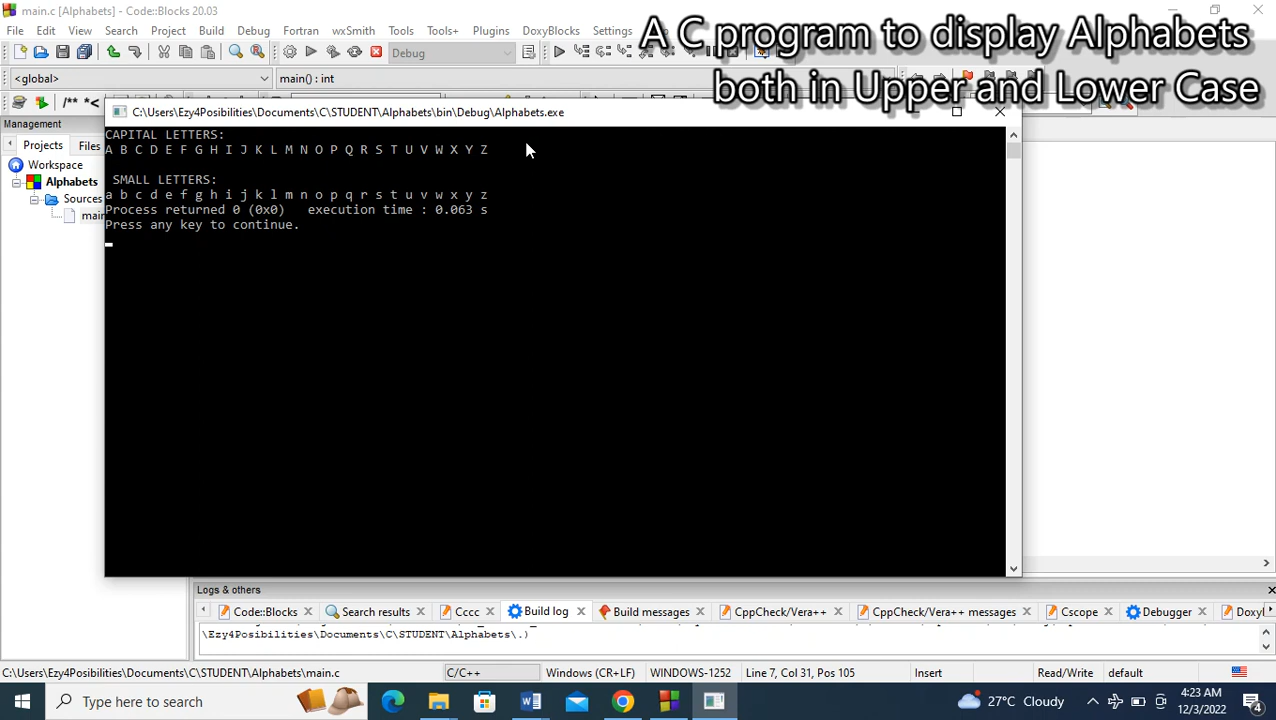 main.c [Alphabets] - Code::Blocks 20.03
A C program to display Alphabets
both in Upper and Lower Case
File Edit View Search Project Build Debug Fortran wxSmith Tools Tools+ Plugins DoxyBlocks Settings
Debug
<global> main() : int
/** *<
Management
Projects Files
Workspace
Alphabets
Sources
main
C:\Users\Ezy4Posibilities\Documents\C\STUDENT\Alphabets\bin\Debug\Alphabets.exe
CAPITAL LETTERS:
A B C D E F G H I J K L M N O P Q R S T U V W X Y Z
SMALL LETTERS:
a b c d e f g h i j k l m n o p q r s t u v w x y z
Process returned 0 (0x0)   execution time : 0.063 s
Press any key to continue.
Logs & others
Code::Blocks Search results Cccc Build log Build messages CppCheck/Vera++ CppCheck/Vera++ messages Cscope Debugger DoxyI
\Ezy4Posibilities\Documents\C\STUDENT\Alphabets\.)
C:\Users\Ezy4Posibilities\Documents\C\STUDENT\Alphabets\main.c C/C++ Windows (CR+LF) WINDOWS-1252 Line 7, Col 31, Pos 105 Insert Read/Write default
Type here to search
27°C Cloudy
4:23 AM
12/3/2022
4